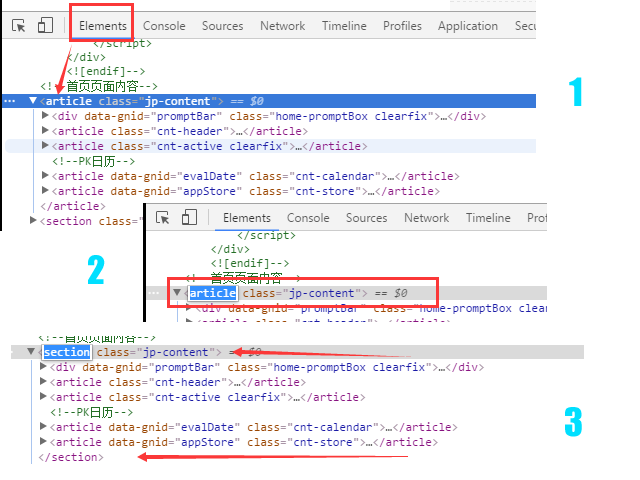 Elements Console Sources Network Timeline Profiles Application Secu
</script>
</div>
<![endif]-->
<!--首页页面内容-->
1
… ▼<article class="jp-content"> == $0
▶<div data-gnid="promptBar" class="home-promptBox clearfix">…</div>
▶<article class="cnt-header">…</article>
▶<article class="cnt-active clearfix">…</article>
<!--PK日历-->
▶<article data-gnid="evalDate" class="cnt-calendar">…</article>
▶<article data-gnid="appStore" class="cnt-store">…</article>
</article>
▶<section class=
2
Elements Console Sources Network Timeline Prof
</script>
</div>
<![endif]-->
首页页面内容
… ▼<article class="jp-content"> == $0
▶<div data-gnid="promptBar" class="home-promptBox clear
<!--首页页面内容-->
▼<section class="jp-content"> == $0
▶<div data-gnid="promptBar" class="home-promptBox clearfix">…</div>
▶<article class="cnt-header">…</article>
▶<article class="cnt-active clearfix">…</article>
<!--PK日历-->
3
▶<article data-gnid="evalDate" class="cnt-calendar">…</article>
▶<article data-gnid="appStore" class="cnt-store">…</article>
</section>